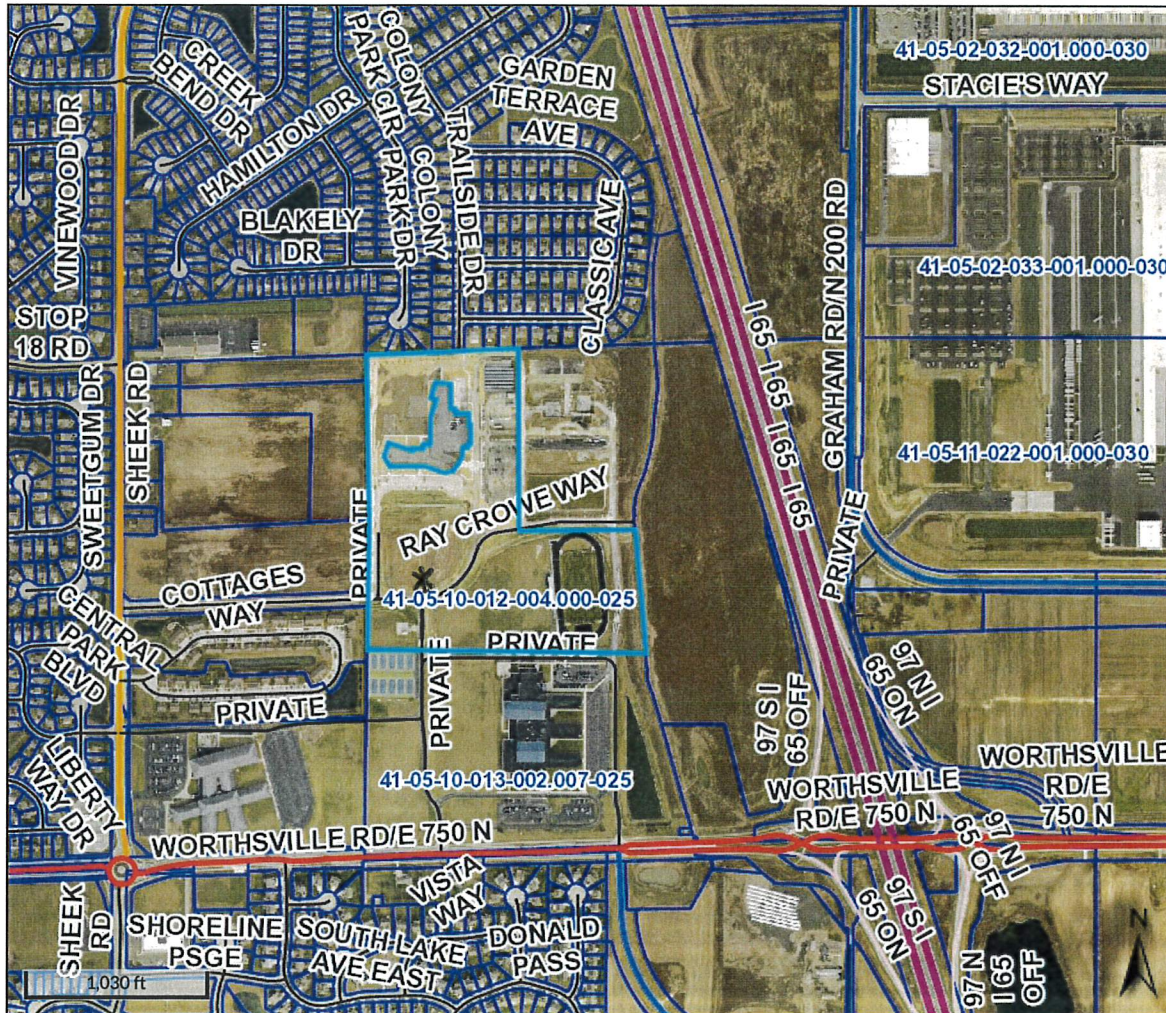 41-05-02-032-001.000-030
STACIE'S WAY
COLONY
PARK CIR
CREEK
BEND DR
GARDEN
TERRACE
AVE
HAMILTON DR
VINEWOOD DR
COLONY
PARK DR
TRAILSIDE DR
COLONY
BLAKELY
DR
CLASSIC AVE
GRAHAM RD/N 200 RD
41-05-02-033-001.000-030
STOP
18 RD
I 65 I 65 I 65 I 65
SWEETGUM DR
SHEEK RD
41-05-11-022-001.000-030
PRIVATE
RAY CROWE WAY
PRIVATE
COTTAGES
WAY
41-05-10-012-004.000-025
CENTRAL
PARK
BLVD
PRIVATE
PRIVATE
PRIVATE
97 S I
65 OFF
97 N I
65 ON
LIBERTY
WAY DR
41-05-10-013-002.007-025
WORTHSVILLE
RD/E 750 N
WORTHSVILLE
RD/E
750 N
WORTHSVILLE RD/E 750 N
97 N I
65 OFF
VISTA
WAY
SHEEK
RD
SHORELINE
PSGE
SOUTH LAKE
AVE EAST
DONALD
PASS
97 S I
65 ON
97 N
I 65
OFF
N
1,030 ft